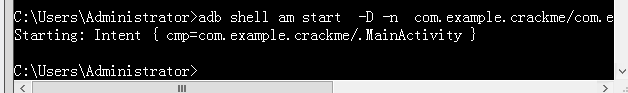 C:\Users\Administrator>adb shell am start  -D -n  com.example.crackme/com.e
Starting: Intent { cmp=com.example.crackme/.MainActivity }
C:\Users\Administrator>